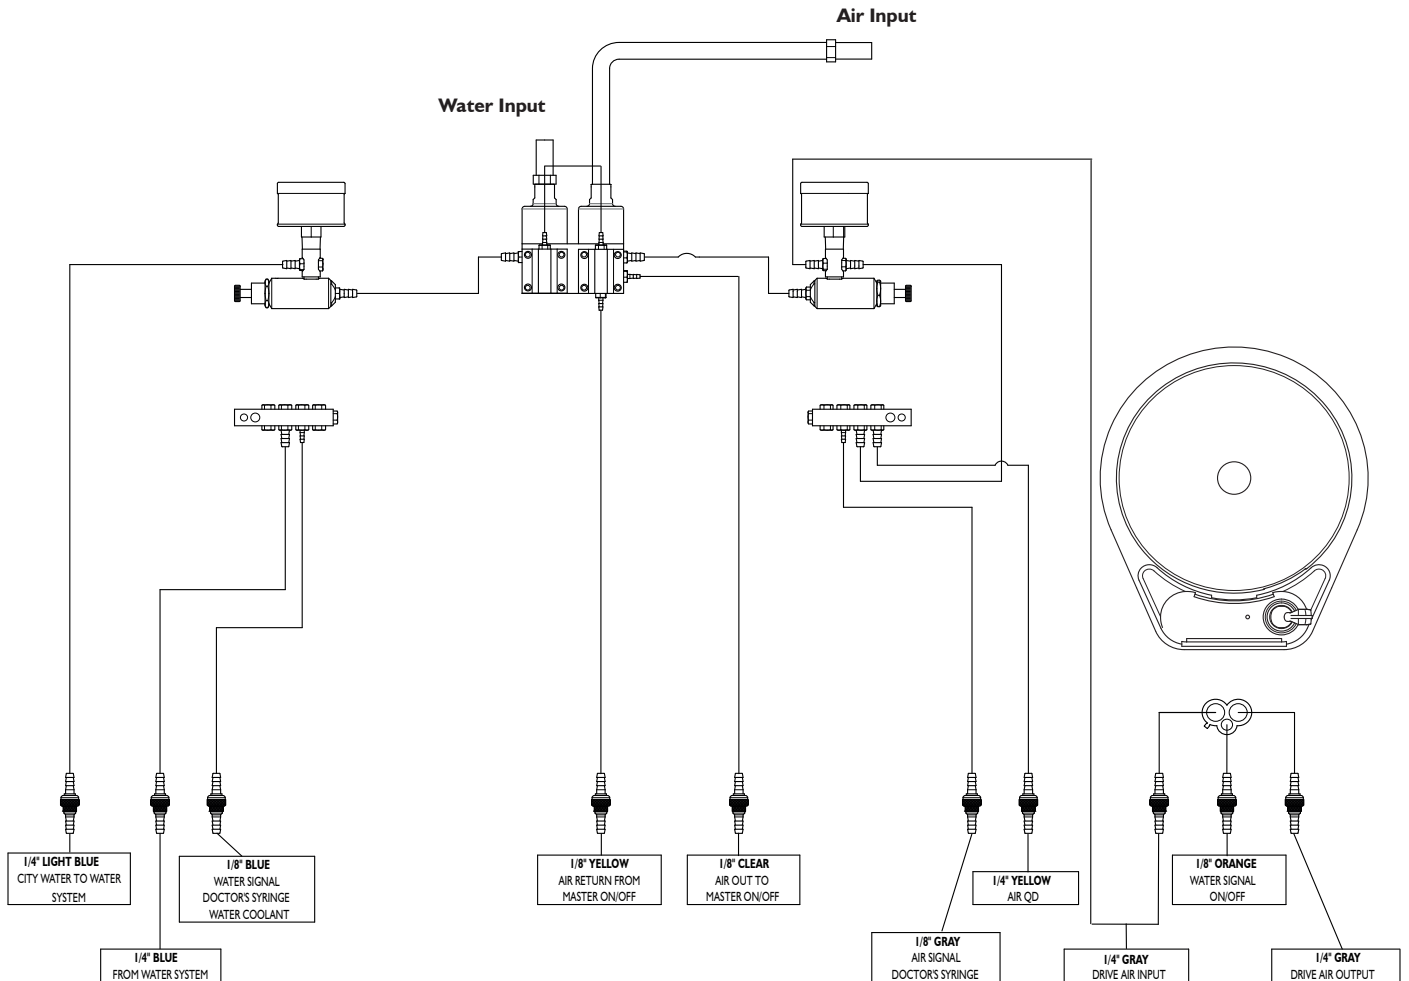 Air Input
Water Input
1/4" LIGHT BLUE
CITY WATER TO WATER
SYSTEM
1/8" BLUE
WATER SIGNAL
DOCTOR'S SYRINGE
WATER COOLANT
1/4" BLUE
FROM WATER SYSTEM
1/8" YELLOW
AIR RETURN FROM
MASTER ON/OFF
1/8" CLEAR
AIR OUT TO
MASTER ON/OFF
1/8" GRAY
AIR SIGNAL
DOCTOR'S SYRINGE
1/4" YELLOW
AIR QD
1/4" GRAY
DRIVE AIR INPUT
1/8" ORANGE
WATER SIGNAL
ON/OFF
1/4" GRAY
DRIVE AIR OUTPUT